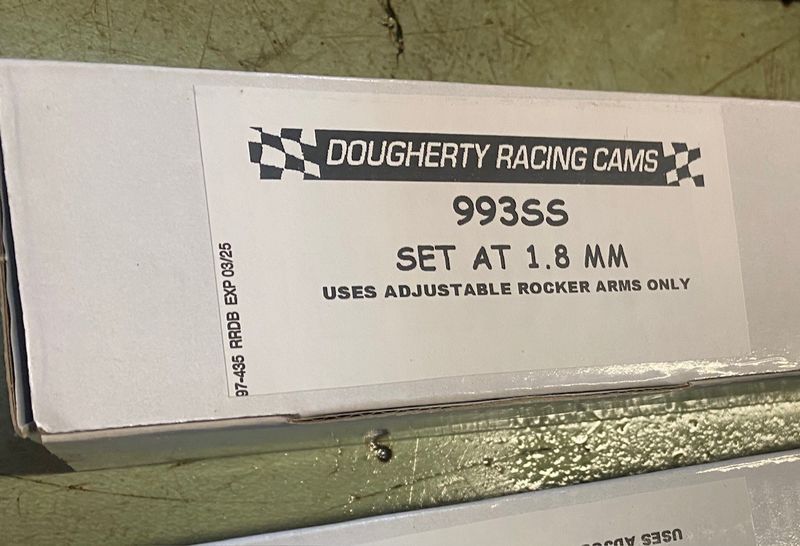 DOUGHERTY RACING CAMS
993SS
SET AT 1.8 MM
USES ADJUSTABLE ROCKER ARMS ONLY
97-435 RRDB EXP 03/25
USES